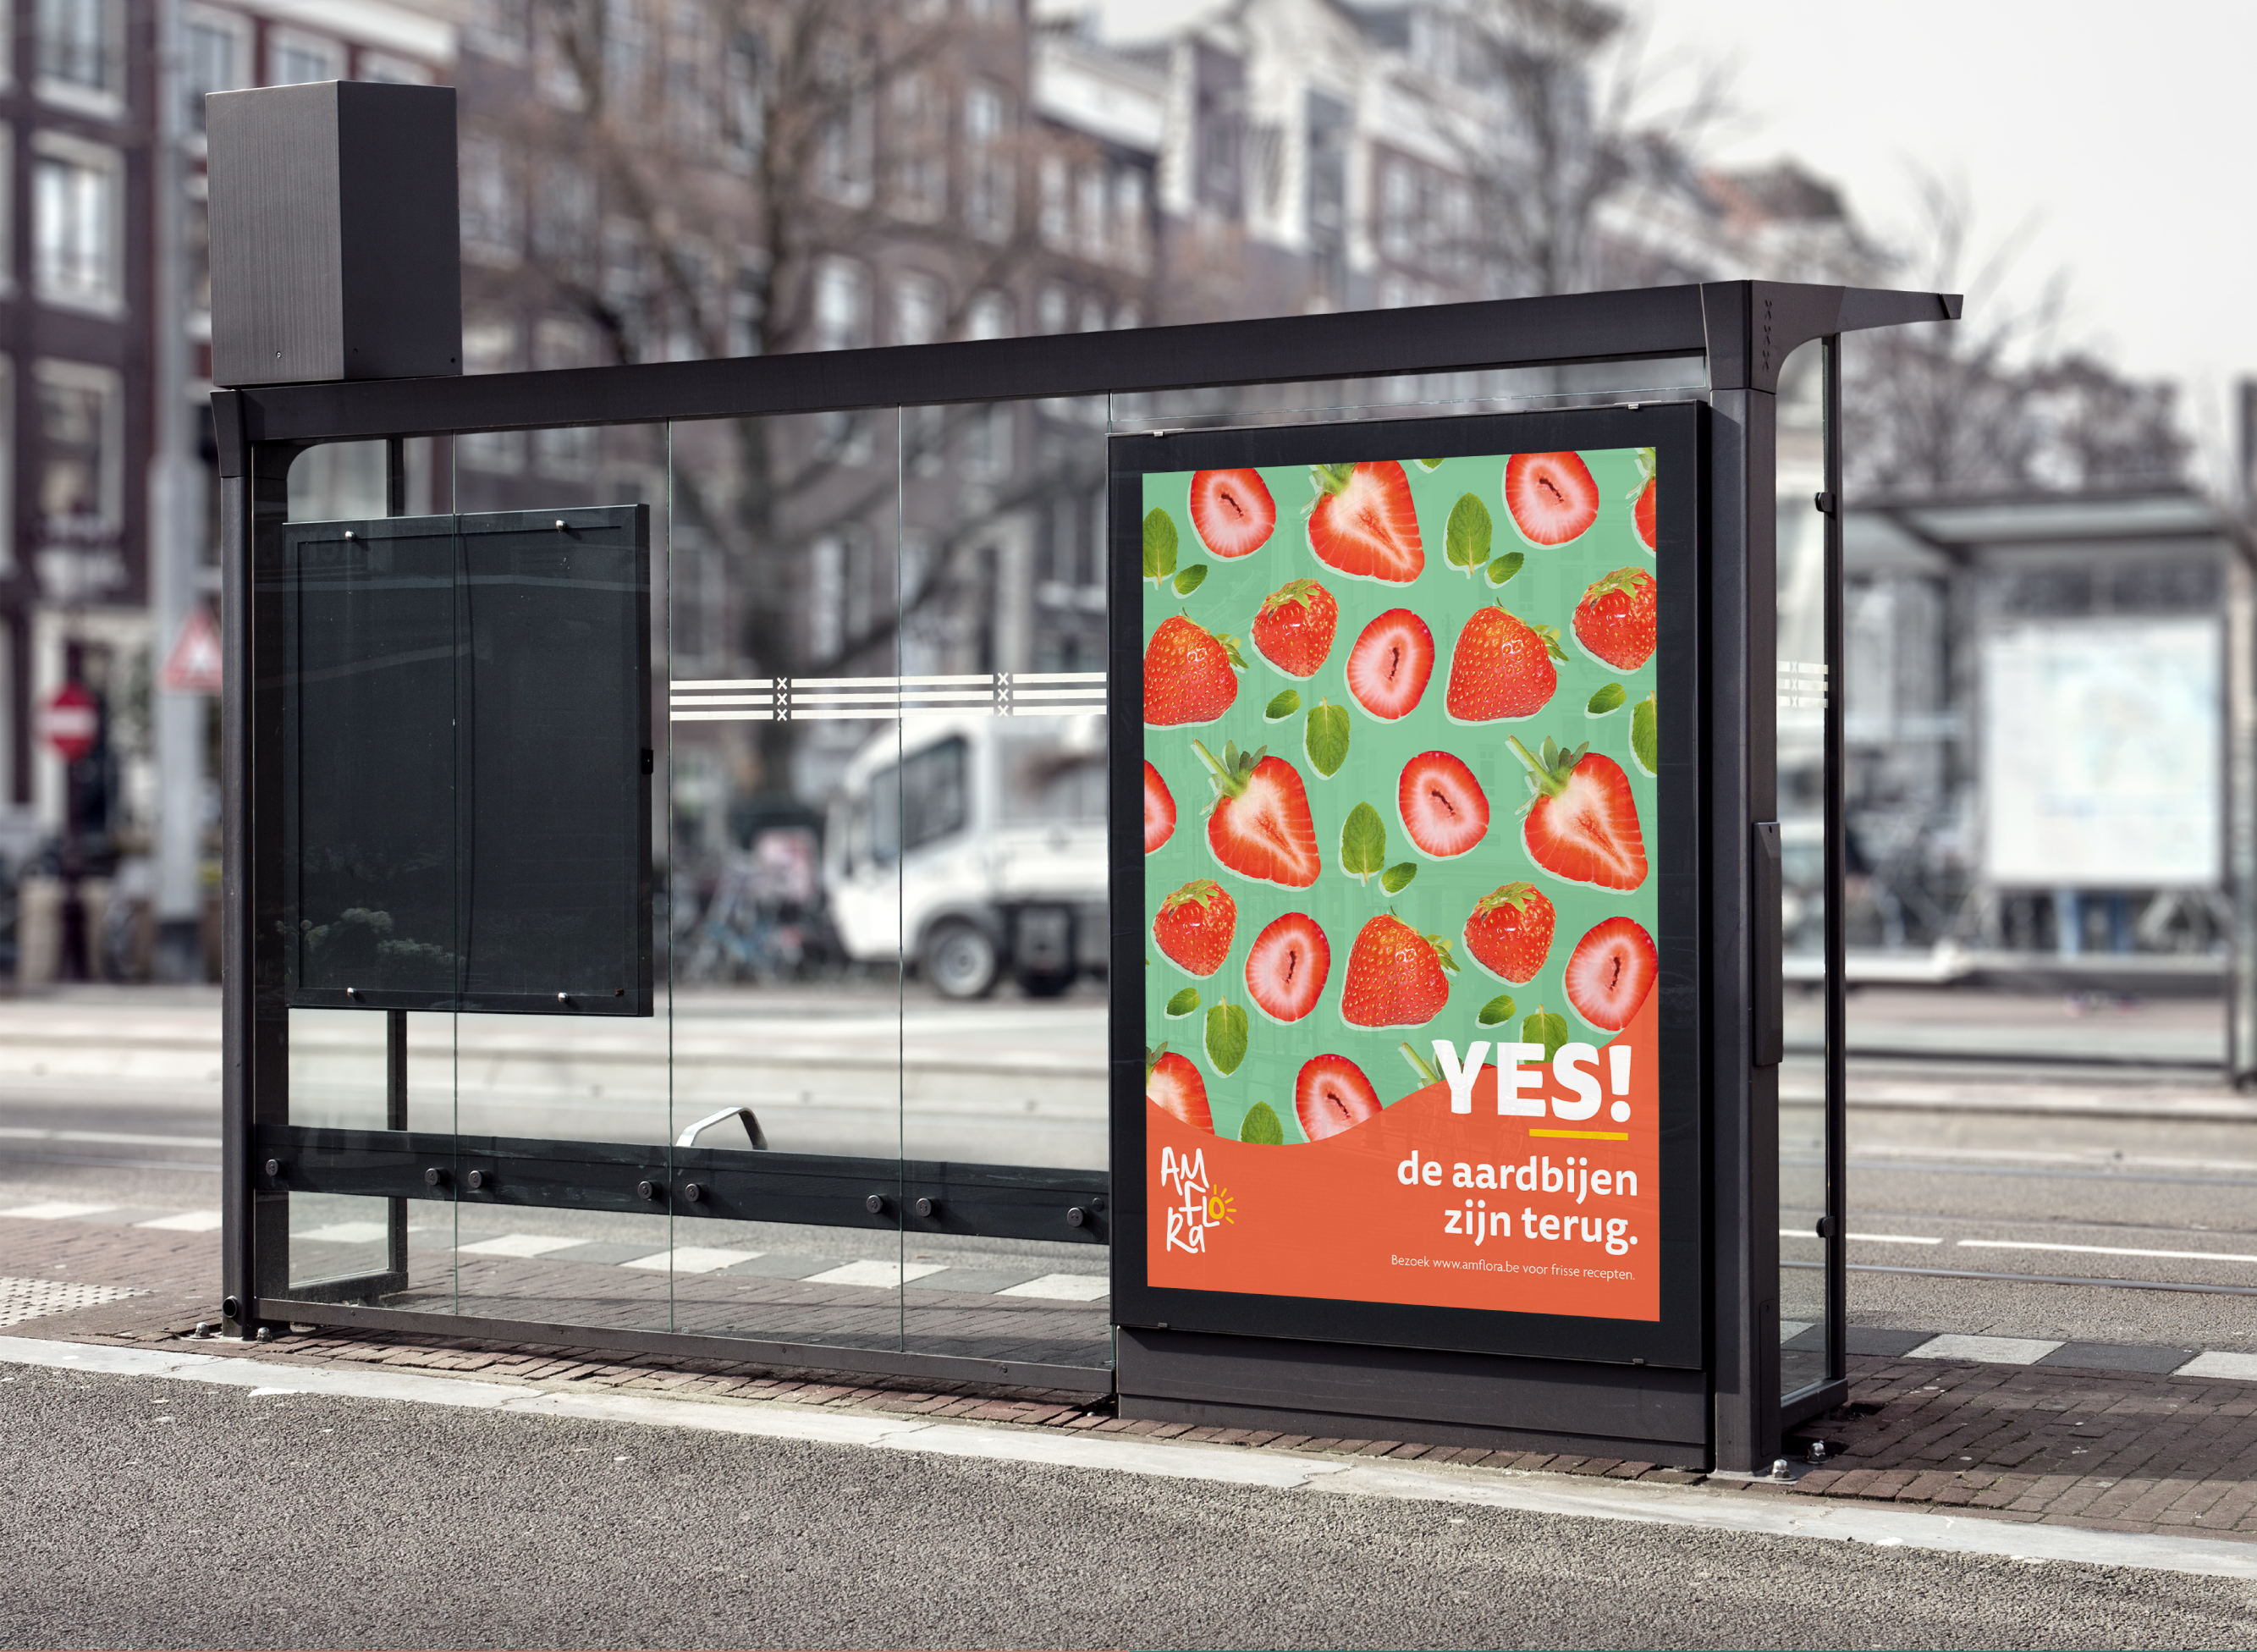 YES!
de aardbijen
zijn terug.
Bezoek www.amflora.be voor frisse recepten.
AM
FLO
Ra